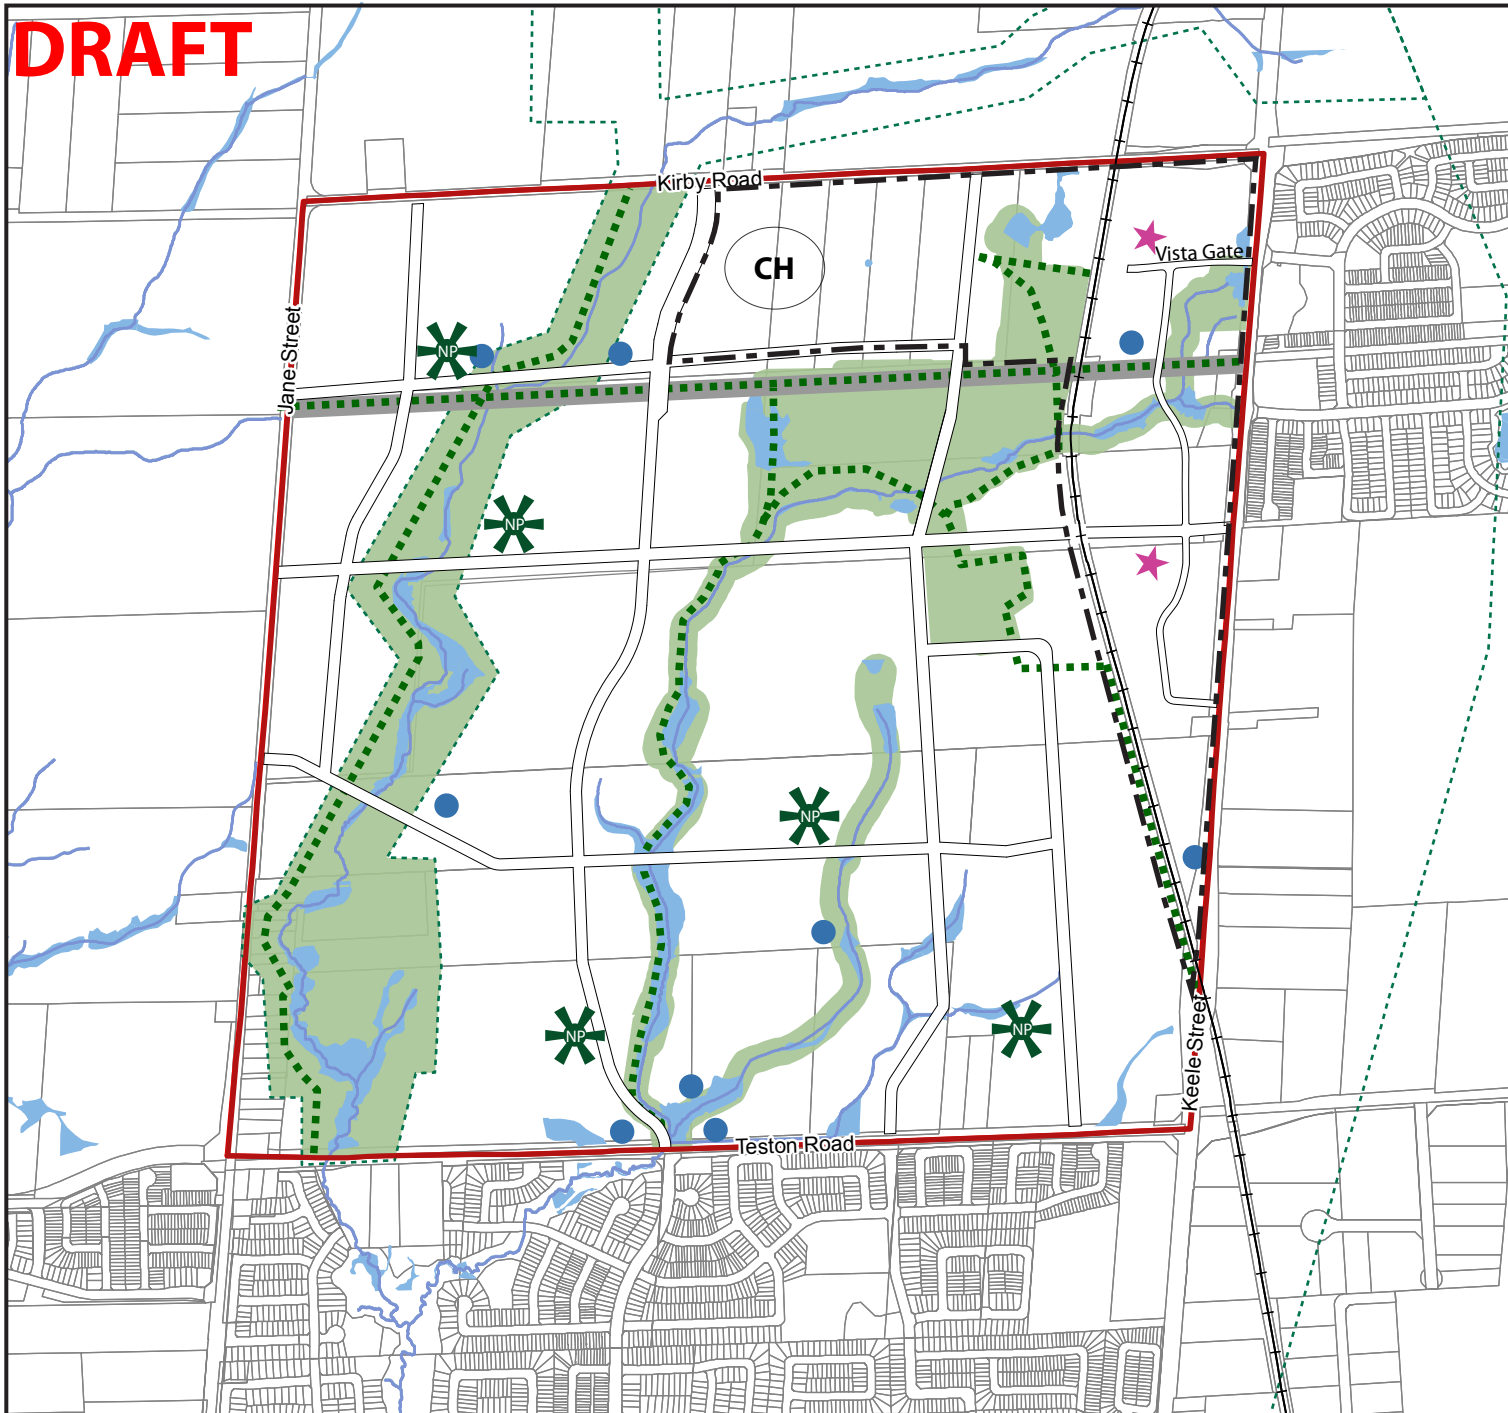 DRAFT
Kirby Road
Vista Gate
CH
Jane Street
NP
NP
NP
NP
NP
Keele Street
Teston Road